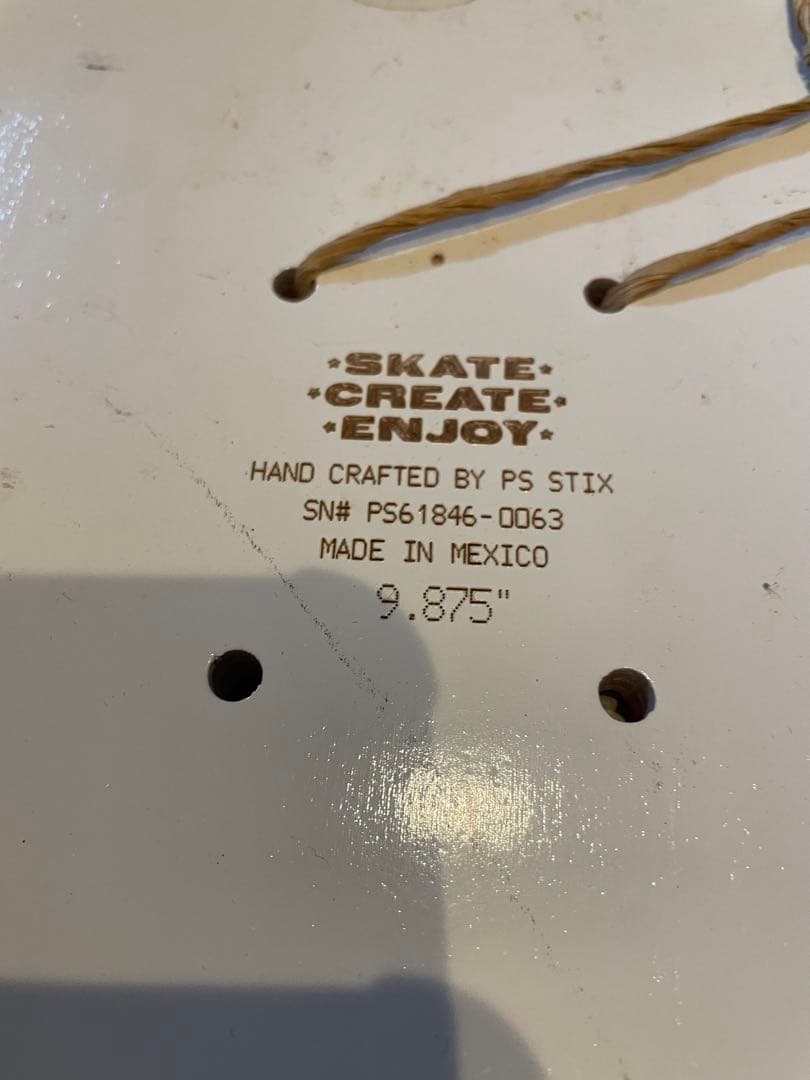 ★SKATE★
★CREATE★
★ENJOY★
HAND CRAFTED BY PS STIX
SN# PS61846-0063
MADE IN MEXICO
9.875"